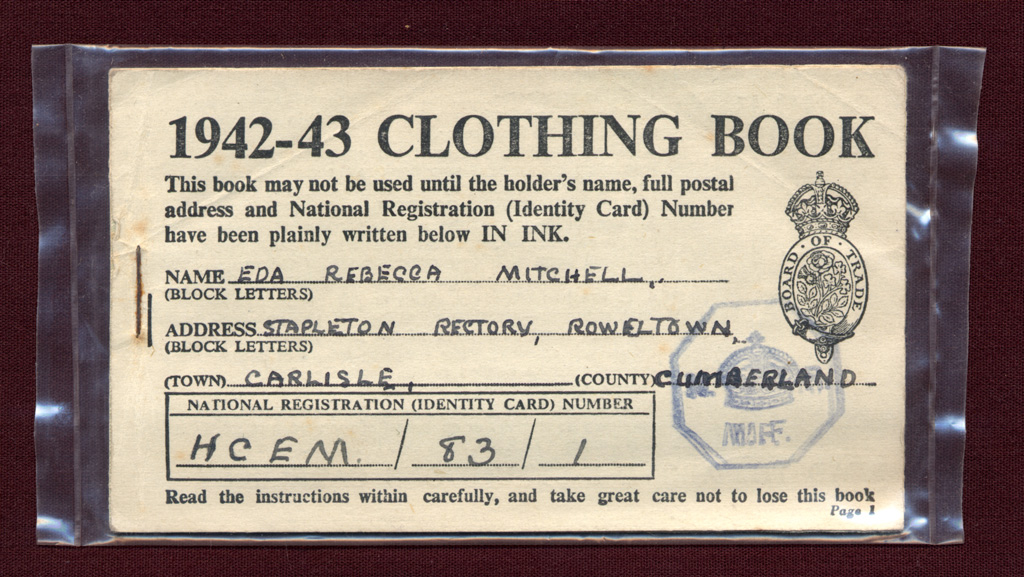 1942-43 CLOTHING BOOK
This book may not be used until the holder's name, full postal
address and National Registration (Identity Card) Number
have been plainly written below IN INK.
BOARD · OF · TRADE
NAME EDA REBECCA MITCHELL.
(BLOCK LETTERS)
ADDRESS STAPLETON RECTORY, ROWELTOWN,
(BLOCK LETTERS)
(TOWN) CARLISLE, (COUNTY) CUMBERLAND
NATIONAL REGISTRATION (IDENTITY CARD) NUMBER
HCEM. / 83 / 1
Read the instructions within carefully, and take great care not to lose this book
Page 1